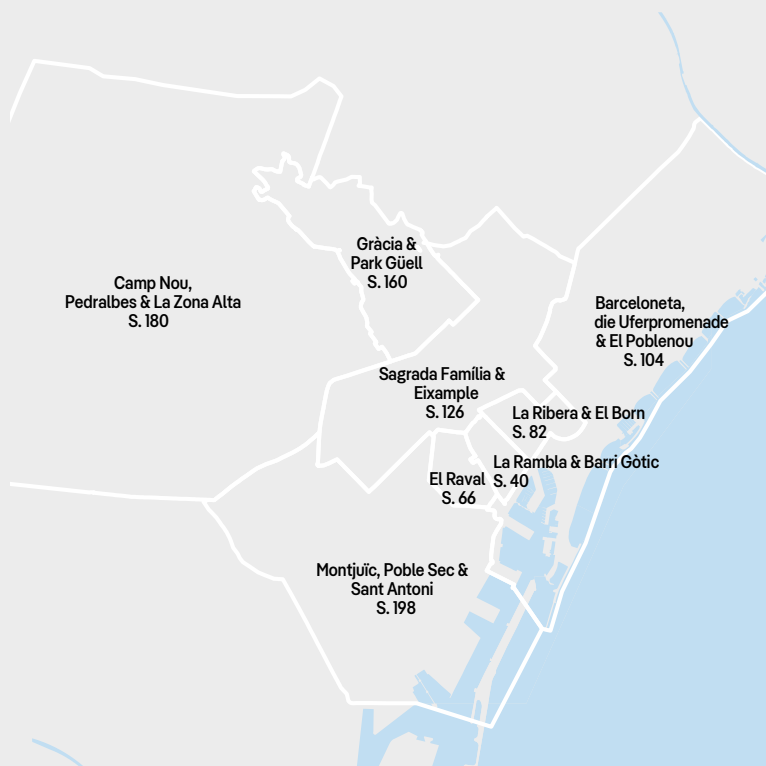 Gràcia &
Park Güell
S. 160
Camp Nou,
Pedralbes & La Zona Alta
S. 180
Barceloneta,
die Uferpromenade
& El Poblenou
S. 104
Sagrada Família &
Eixample
S. 126
La Ribera & El Born
S. 82
La Rambla & Barri Gòtic
S. 40
El Raval
S. 66
Montjuïc, Poble Sec &
Sant Antoni
S. 198